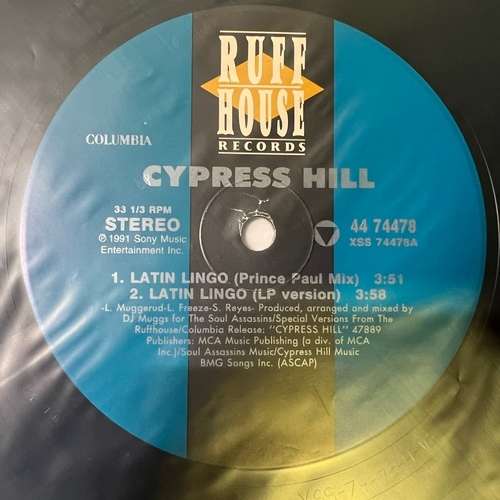 RUFF
HOUSE
RECORDS
COLUMBIA
CYPRESS HILL
33 1/3 RPM
STEREO
℗ 1991 Sony Music
Entertainment Inc.
44 74478
XSS 74478A
1. LATIN LINGO (Prince Paul Mix) 3:51
2. LATIN LINGO (LP version) 3:58
-L. Muggerud-L. Freeze-S. Reyes- Produced, arranged and mixed by
DJ Muggs for The Soul Assassins/Special Versions From The
Ruffhouse/Columbia Release: "CYPRESS HILL" 47889
Publishers: MCA Music Publishing (a div. of MCA
Inc.)/Soul Assassins Music/Cypress Hill Music
BMG Songs Inc. (ASCAP)